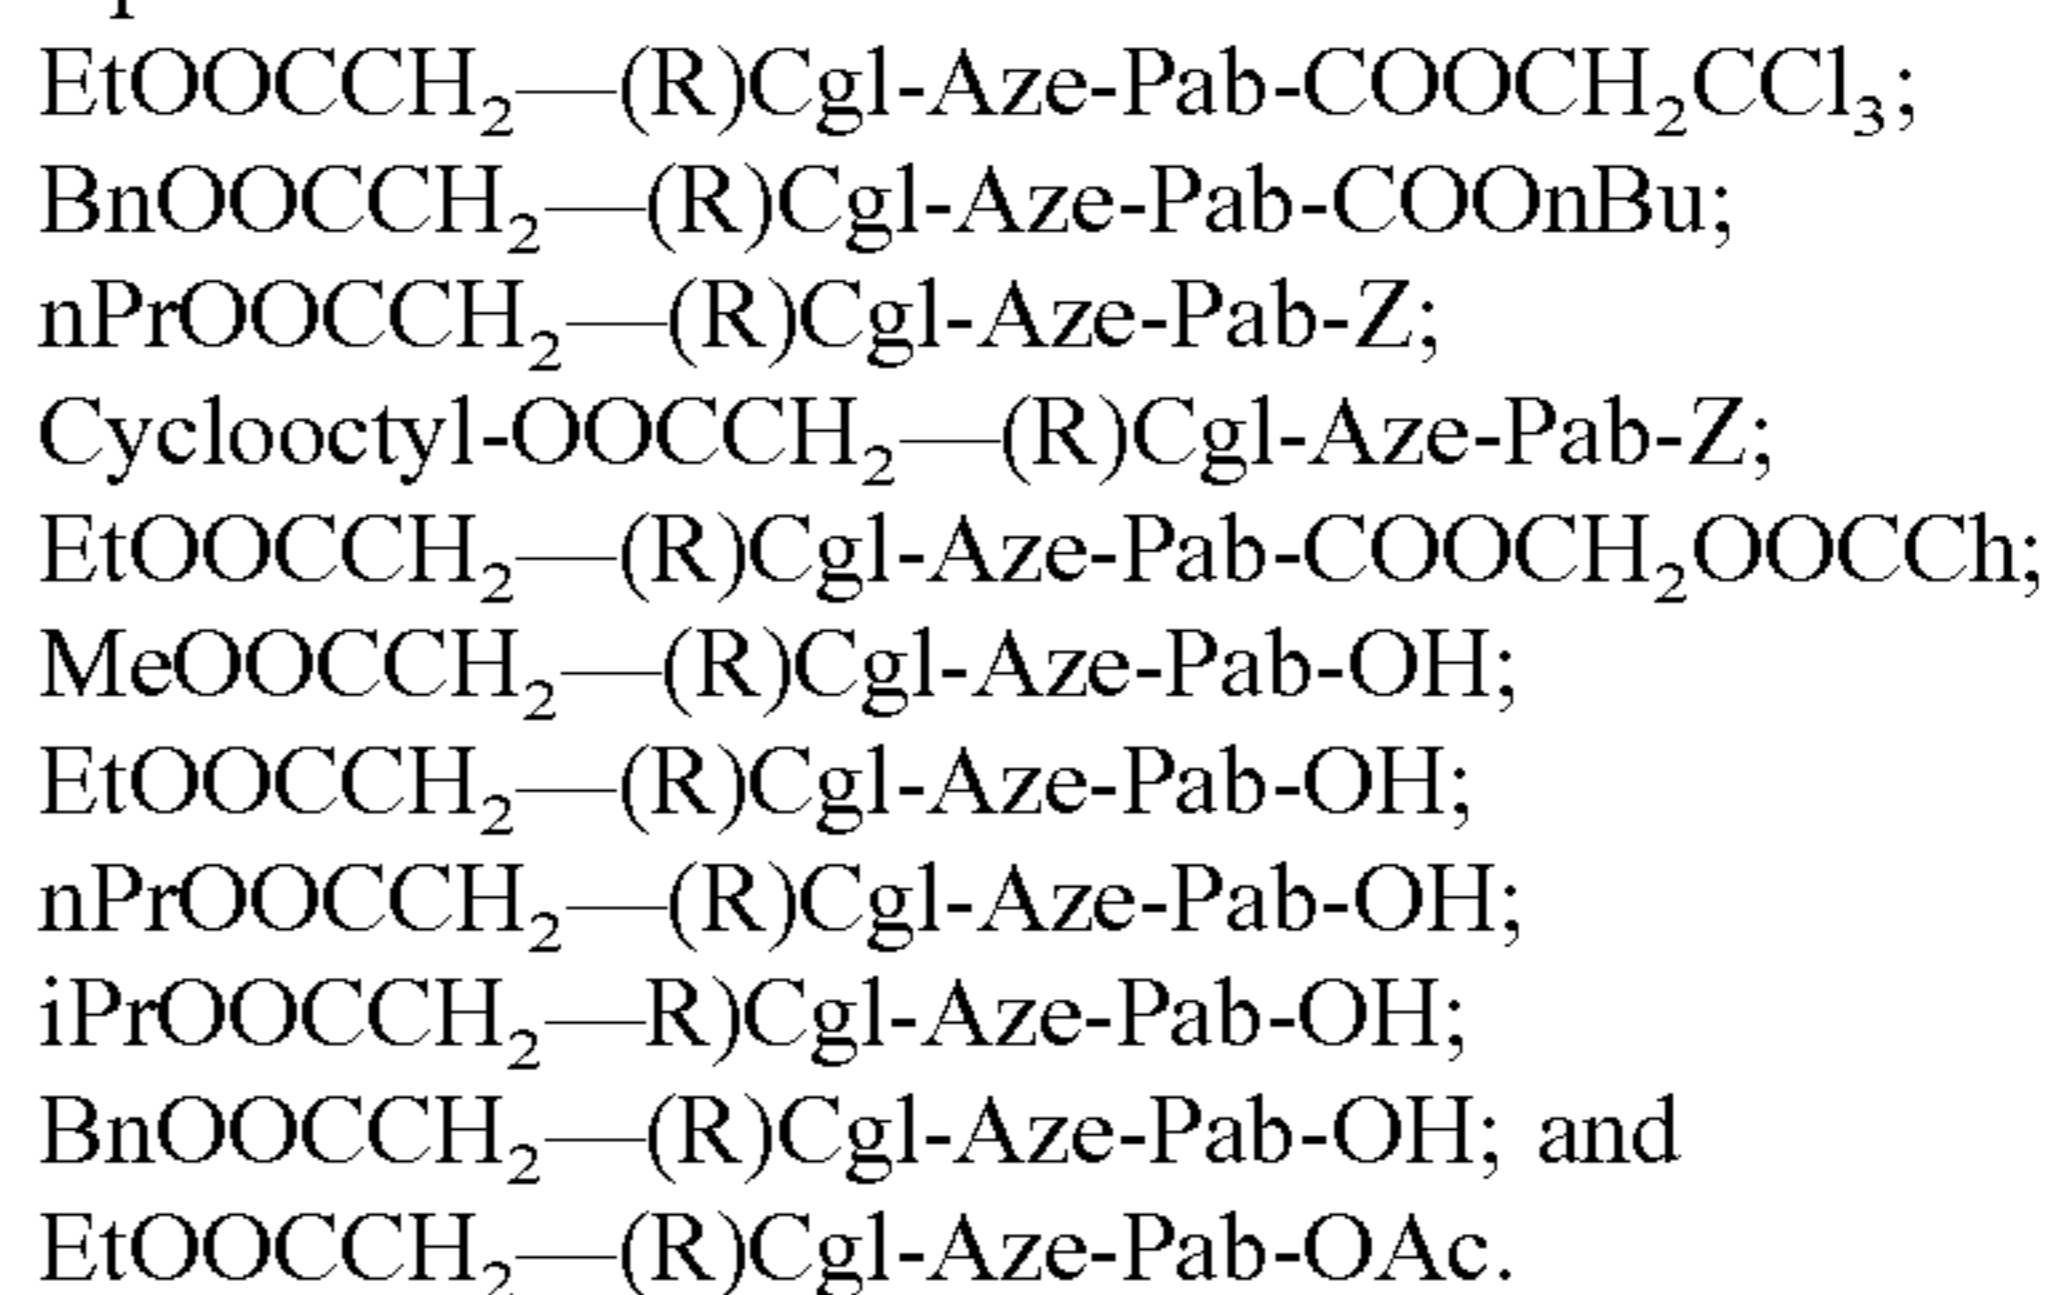 EtOOCCH₂—(R)Cgl-Aze-Pab-COOCH₂CCl₃;
BnOOCCH₂—(R)Cgl-Aze-Pab-COOnBu;
nPrOOCCH₂—(R)Cgl-Aze-Pab-Z;
Cyclooctyl-OOCCH₂—(R)Cgl-Aze-Pab-Z;
EtOOCCH₂—(R)Cgl-Aze-Pab-COOCH₂OOCCh;
MeOOCCH₂—(R)Cgl-Aze-Pab-OH;
EtOOCCH₂—(R)Cgl-Aze-Pab-OH;
nPrOOCCH₂—(R)Cgl-Aze-Pab-OH;
iPrOOCCH₂—R)Cgl-Aze-Pab-OH;
BnOOCCH₂—(R)Cgl-Aze-Pab-OH; and
EtOOCCH₂—(R)Cgl-Aze-Pab-OAc.